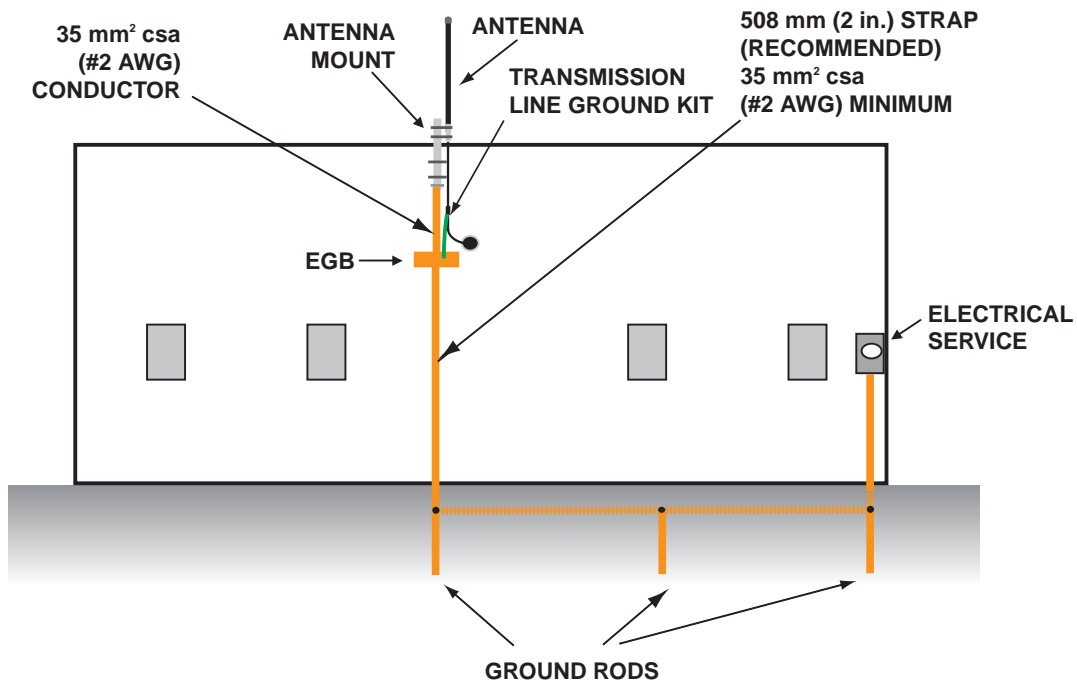 35 mm² csa
(#2 AWG)
CONDUCTOR
ANTENNA
MOUNT
ANTENNA
TRANSMISSION
LINE GROUND KIT
508 mm (2 in.) STRAP
(RECOMMENDED)
35 mm² csa
(#2 AWG) MINIMUM
EGB
ELECTRICAL
SERVICE
GROUND RODS